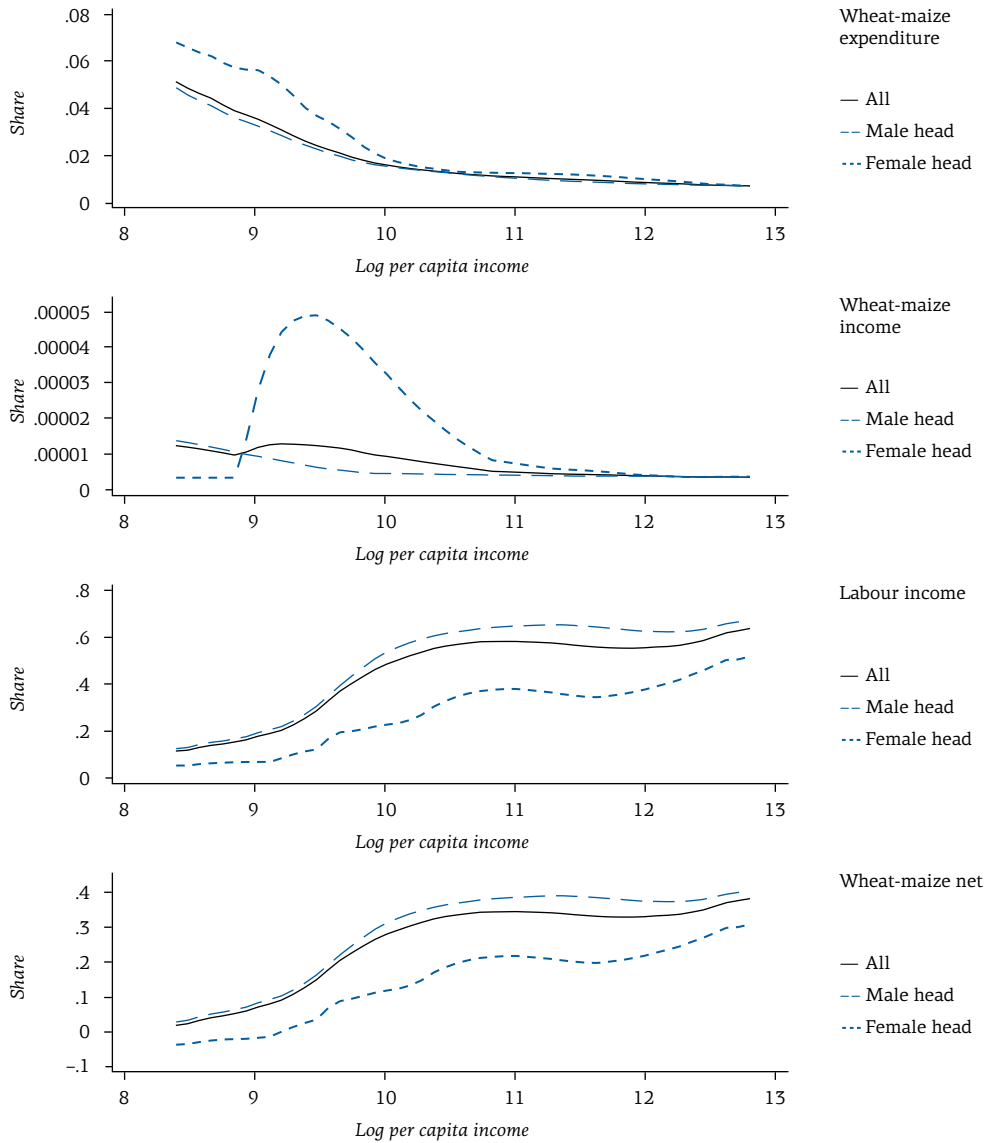 Wheat-maize
expenditure
.08
.06
.04
.02
0
Share
8 9 10 11 12 13
Log per capita income
All
Male head
Female head
Wheat-maize
income
.00005
.00004
.00003
.00002
.00001
0
Share
8 9 10 11 12 13
Log per capita income
All
Male head
Female head
Labour income
.8
.6
.4
.2
0
Share
8 9 10 11 12 13
Log per capita income
All
Male head
Female head
Wheat-maize net
.4
.3
.2
.1
0
–.1
Share
8 9 10 11 12 13
Log per capita income
All
Male head
Female head